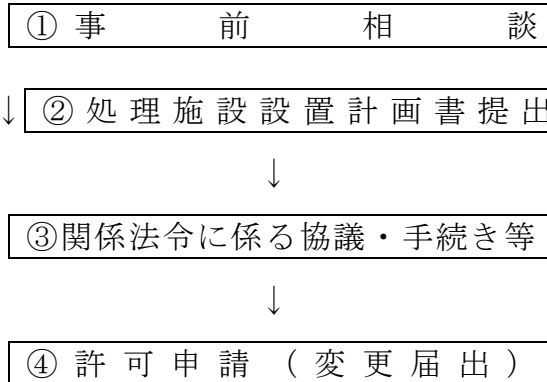 ①事前相談
↓②処理施設設置計画書提出
↓
③関係法令に係る協議・手続き等
↓
④許可申請（変更届出）